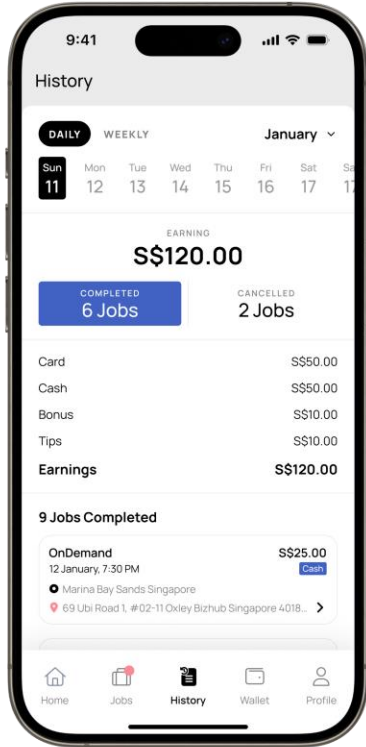 9:41
History
DAILY WEEKLY January
Sun Mon Tue Wed Thu Fri Sat Sa
11 12 13 14 15 16 17 17
EARNING
S$120.00
COMPLETED CANCELLED
6 Jobs 2 Jobs
Card S$50.00
Cash S$50.00
Bonus S$10.00
Tips S$10.00
Earnings S$120.00
9 Jobs Completed
OnDemand S$25.00
12 January, 7:30 PM Cash
Marina Bay Sands Singapore
69 Ubi Road 1, #02-11 Oxley Bizhub Singapore 4018...
Home Jobs History Wallet Profile